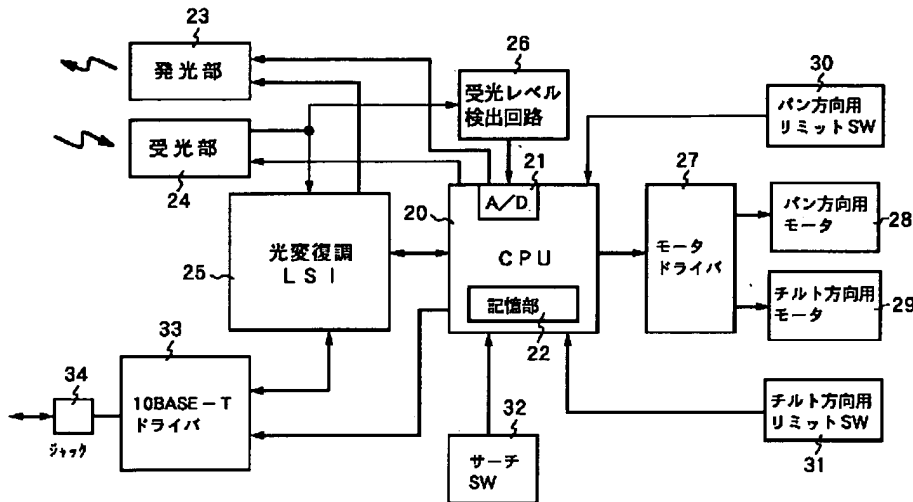 23
発光部
受光部
24
26
受光レベル
検出回路
30
パン方向用
リミットSW
21
A/D
20
CPU
記憶部
22
25
光変復調
LSI
27
モータ
ドライバ
パン方向用
モータ
28
チルト方向用
モータ
29
33
10BASE-T
ドライバ
34
ジャック
32
サーチ
SW
チルト方向用
リミットSW
31